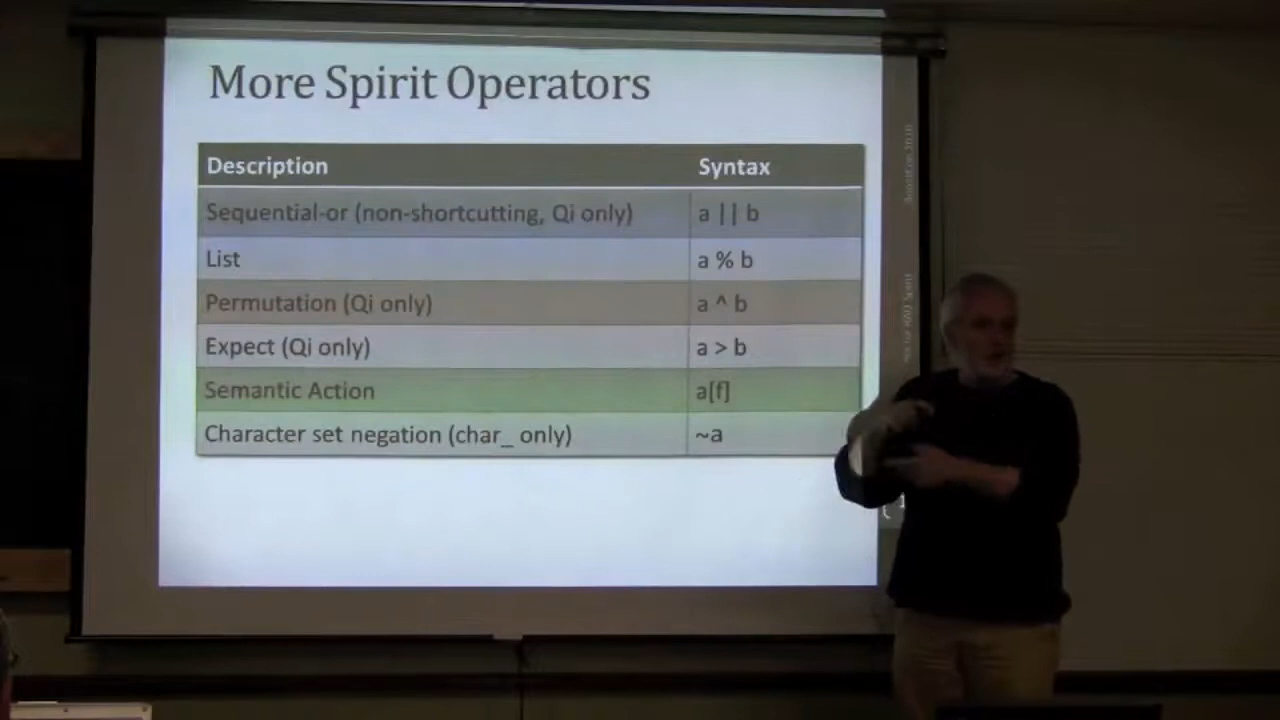 More Spirit Operators
Description Syntax
Sequential-or (non-shortcutting, Qi only) a || b
List a % b
Permutation (Qi only) a ^ b
Expect (Qi only) a > b
Semantic Action a[f]
Character set negation (char_ only) ~a